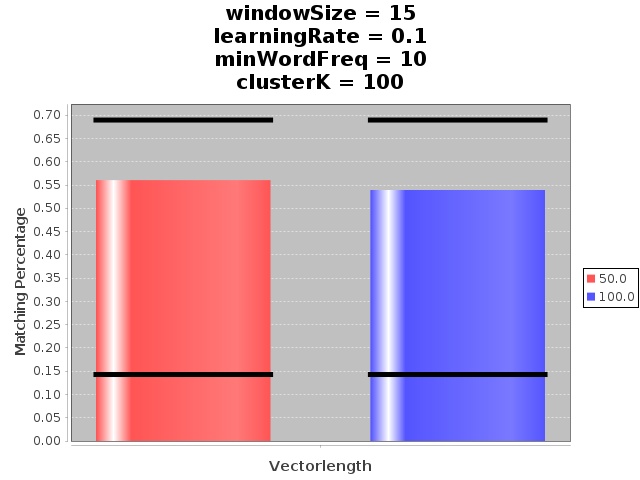 windowSize = 15
learningRate = 0.1
minWordFreq = 10
clusterK = 100
0.70
0.65
0.60
0.55
0.50
0.45
0.40
0.35
0.30
0.25
0.20
0.15
0.10
0.05
0.00
Matching Percentage
Vectorlength
50.0
100.0